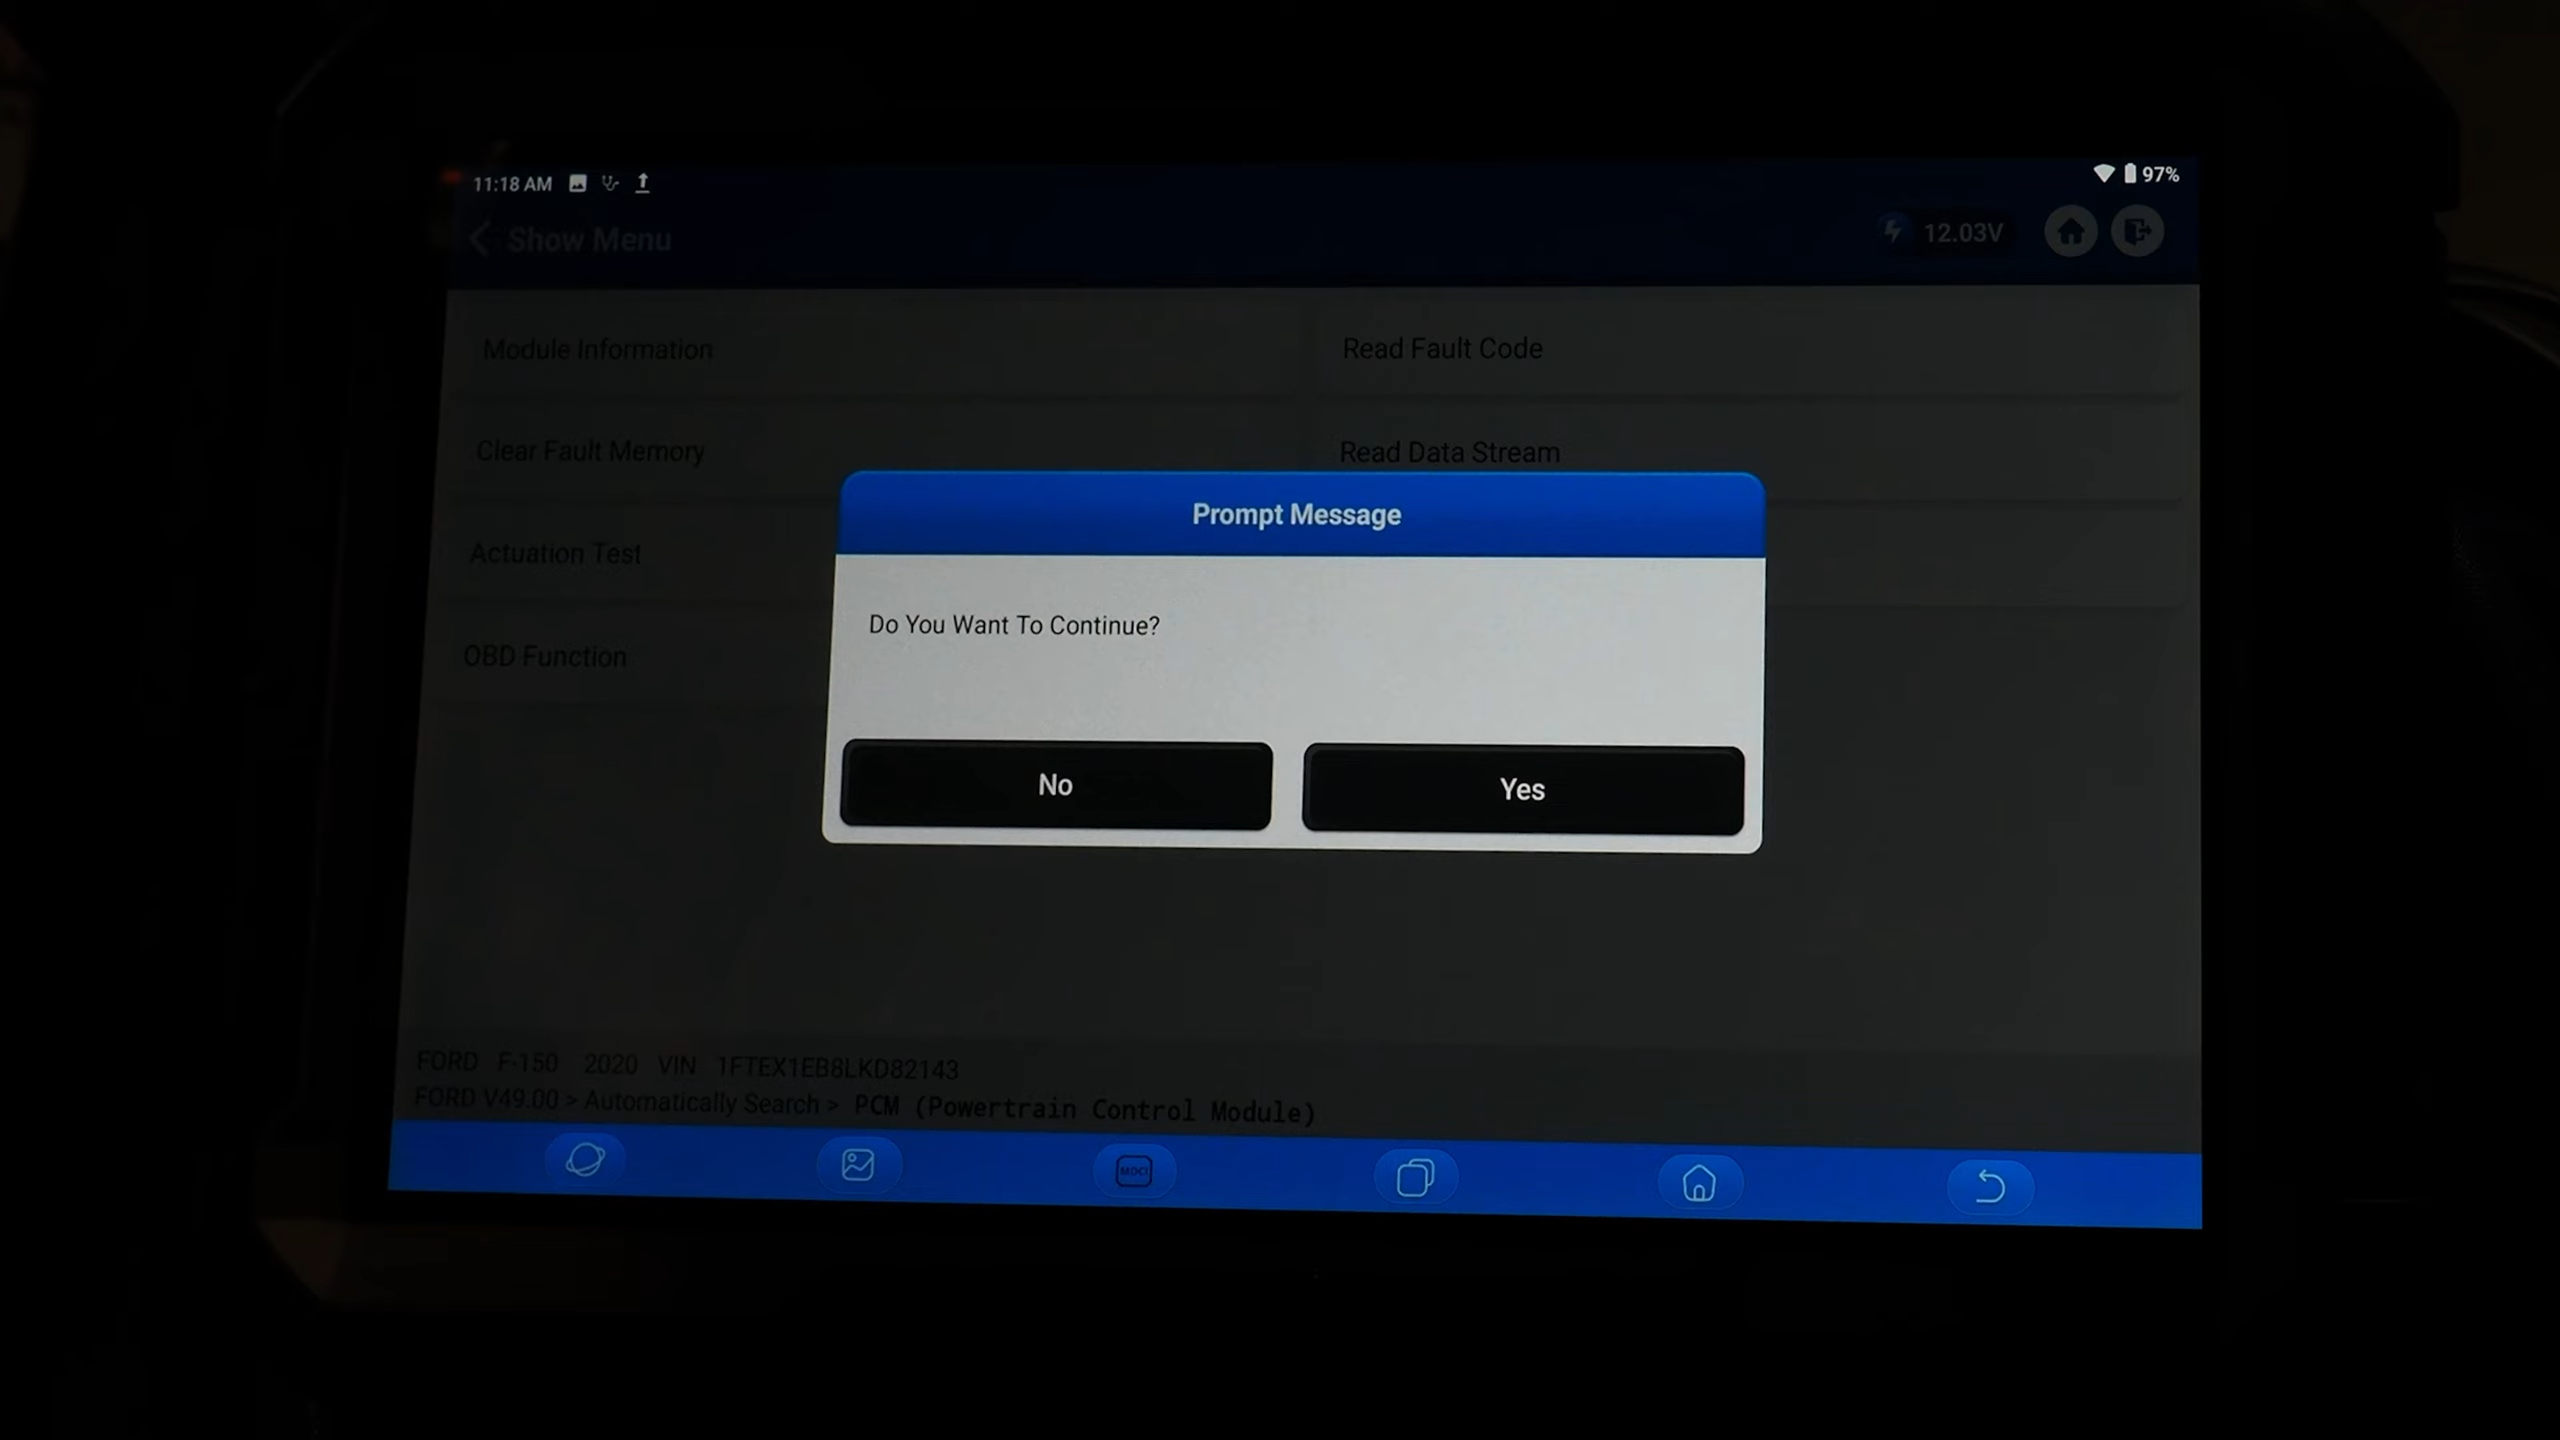 11:18 AM
97%
Show Menu
12.03V
Module Information
Read Fault Code
Clear Fault Memory
Read Data Stream
Prompt Message
Actuation Test
Do You Want To Continue?
OBD Function
No
Yes
FORD F-150 2020 VIN 1FTEX1EB8LKD82143
FORD V49.00 > Automatically Search > PCM (Powertrain Control Module)